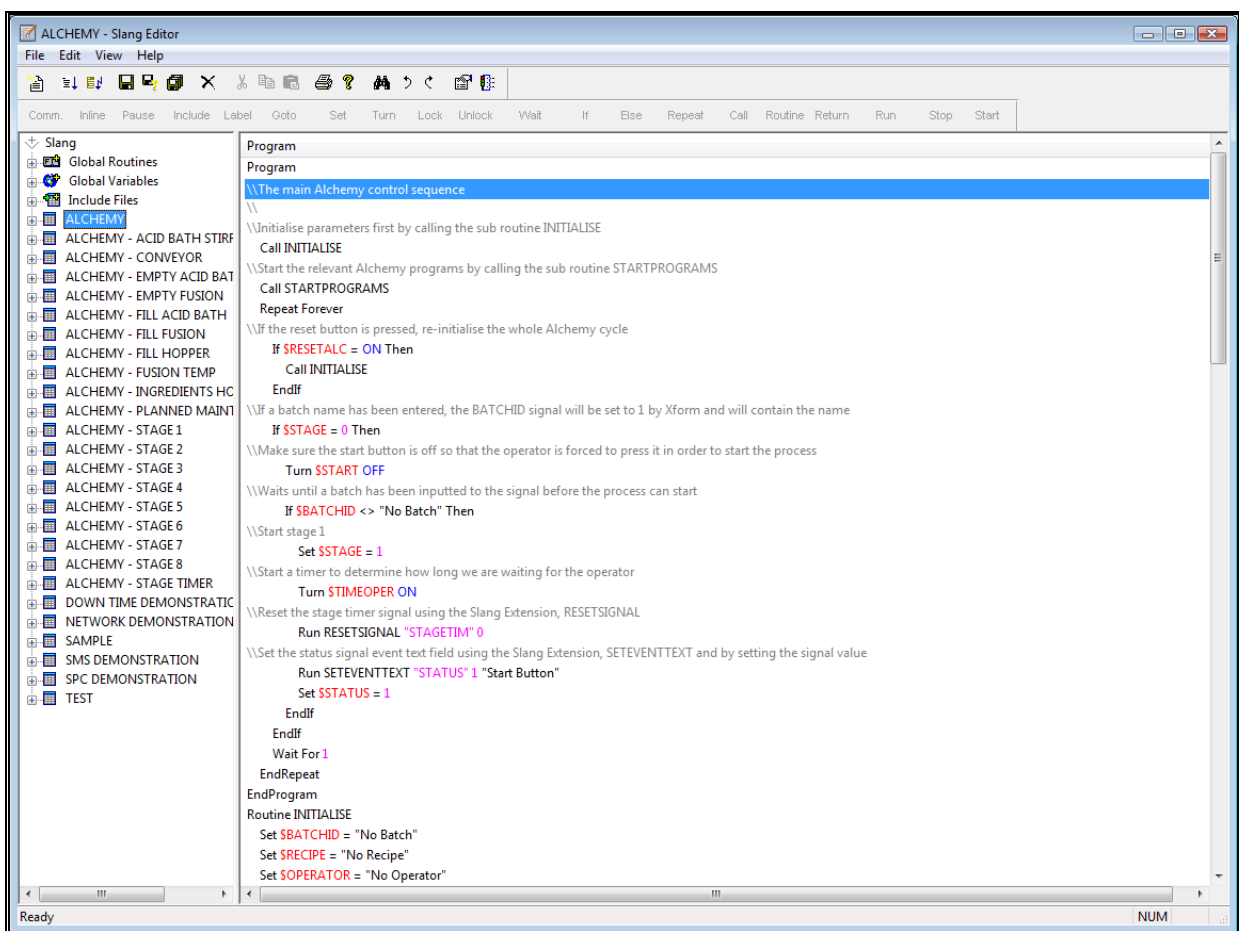 ALCHEMY - Slang Editor
File Edit View Help
Comm. Inline Pause Include Label Goto Set Turn Lock Unlock Wait If Else Repeat Call Routine Return Run Stop Start
Slang
Global Routines
Global Variables
Include Files
ALCHEMY
ALCHEMY - ACID BATH STIRF
ALCHEMY - CONVEYOR
ALCHEMY - EMPTY ACID BAT
ALCHEMY - EMPTY FUSION
ALCHEMY - FILL ACID BATH
ALCHEMY - FILL FUSION
ALCHEMY - FILL HOPPER
ALCHEMY - FUSION TEMP
ALCHEMY - INGREDIENTS HO
ALCHEMY - PLANNED MAINT
ALCHEMY - STAGE 1
ALCHEMY - STAGE 2
ALCHEMY - STAGE 3
ALCHEMY - STAGE 4
ALCHEMY - STAGE 5
ALCHEMY - STAGE 6
ALCHEMY - STAGE 7
ALCHEMY - STAGE 8
ALCHEMY - STAGE TIMER
DOWN TIME DEMONSTRATIC
NETWORK DEMONSTRATION
SAMPLE
SMS DEMONSTRATION
SPC DEMONSTRATION
TEST
Program
Program
\\The main Alchemy control sequence
\\
\\Initialise parameters first by calling the sub routine INITIALISE
Call INITIALISE
\\Start the relevant Alchemy programs by calling the sub routine STARTPROGRAMS
Call STARTPROGRAMS
Repeat Forever
\\If the reset button is pressed, re-initialise the whole Alchemy cycle
If $RESETALC = ON Then
Call INITIALISE
EndIf
\\If a batch name has been entered, the BATCHID signal will be set to 1 by Xform and will contain the name
If $STAGE = 0 Then
\\Make sure the start button is off so that the operator is forced to press it in order to start the process
Turn $START OFF
\\Waits until a batch has been inputted to the signal before the process can start
If $BATCHID <> "No Batch" Then
\\Start stage 1
Set $STAGE = 1
\\Start a timer to determine how long we are waiting for the operator
Turn $TIMEOPER ON
\\Reset the stage timer signal using the Slang Extension, RESETSIGNAL
Run RESETSIGNAL "STAGETIM" 0
\\Set the status signal event text field using the Slang Extension, SETEVENTTEXT and by setting the signal value
Run SETEVENTTEXT "STATUS" 1 "Start Button"
Set $STATUS = 1
EndIf
EndIf
Wait For 1
EndRepeat
EndProgram
Routine INITIALISE
Set $BATCHID = "No Batch"
Set $RECIPE = "No Recipe"
Set $OPERATOR = "No Operator"
Ready
NUM